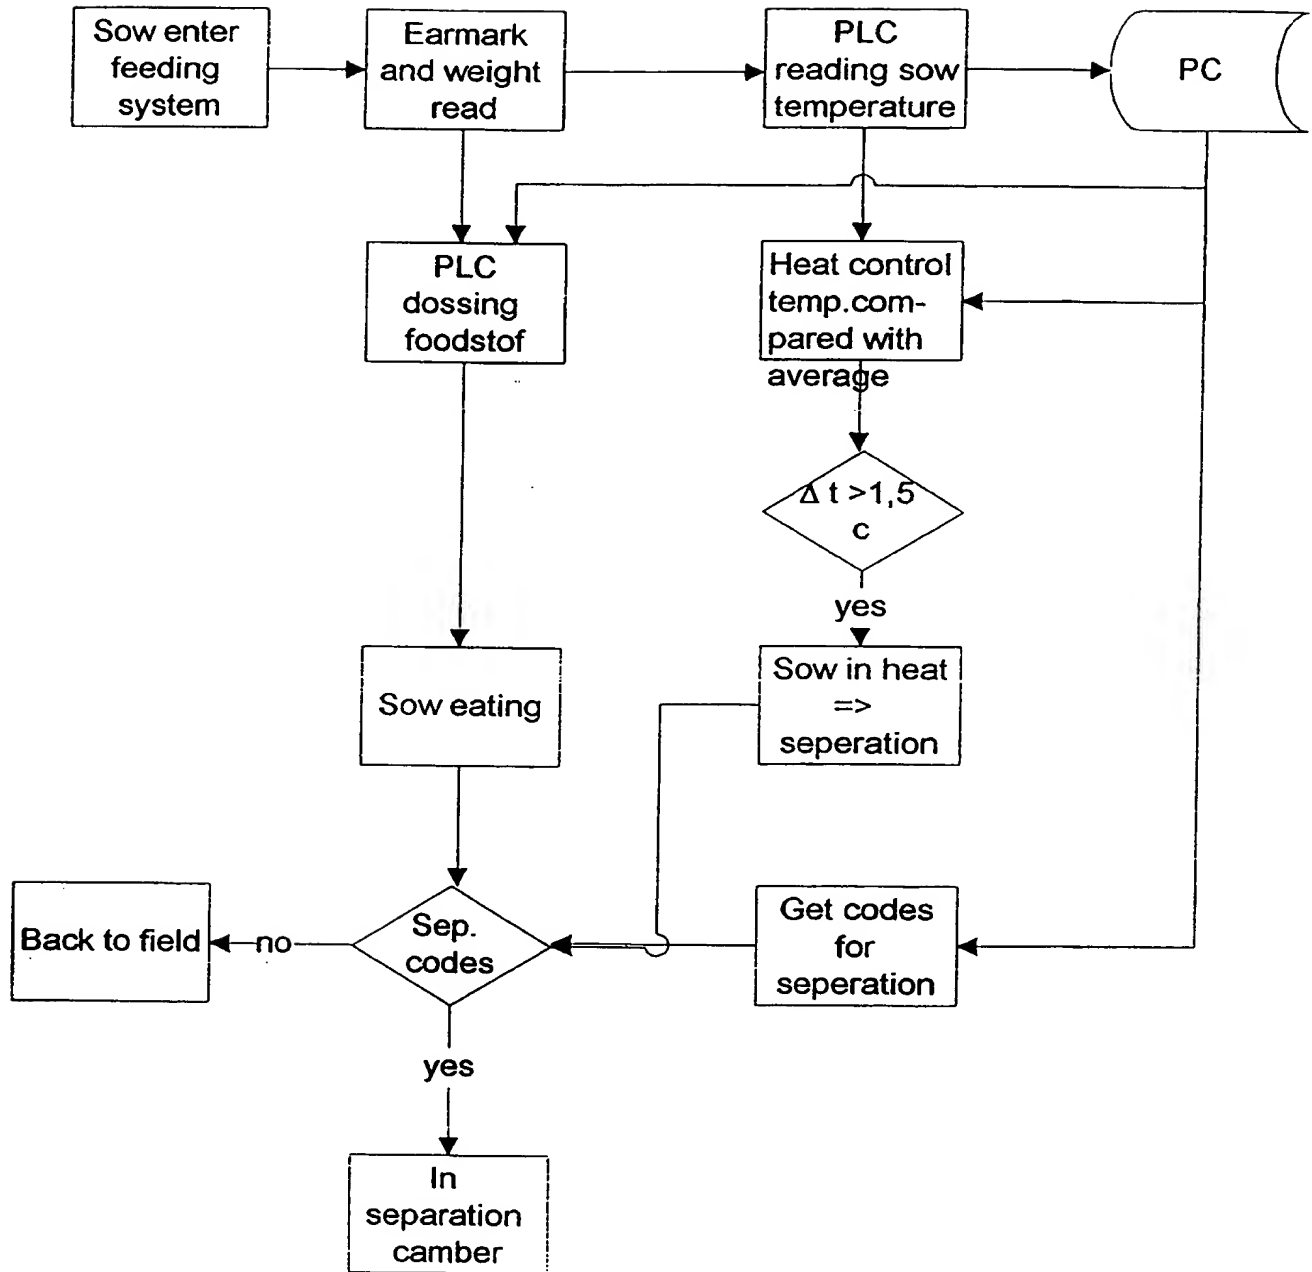 Sow enter
feeding
system
Earmark
and weight
read
PLC
reading sow
temperature
PC
PLC
dossing
foodstof
Heat control
temp.com-
pared with
average
Δ t >1,5
c
yes
Sow eating
Sow in heat
=>
seperation
Back to field
no
Sep.
codes
Get codes
for
seperation
yes
In
separation
camber